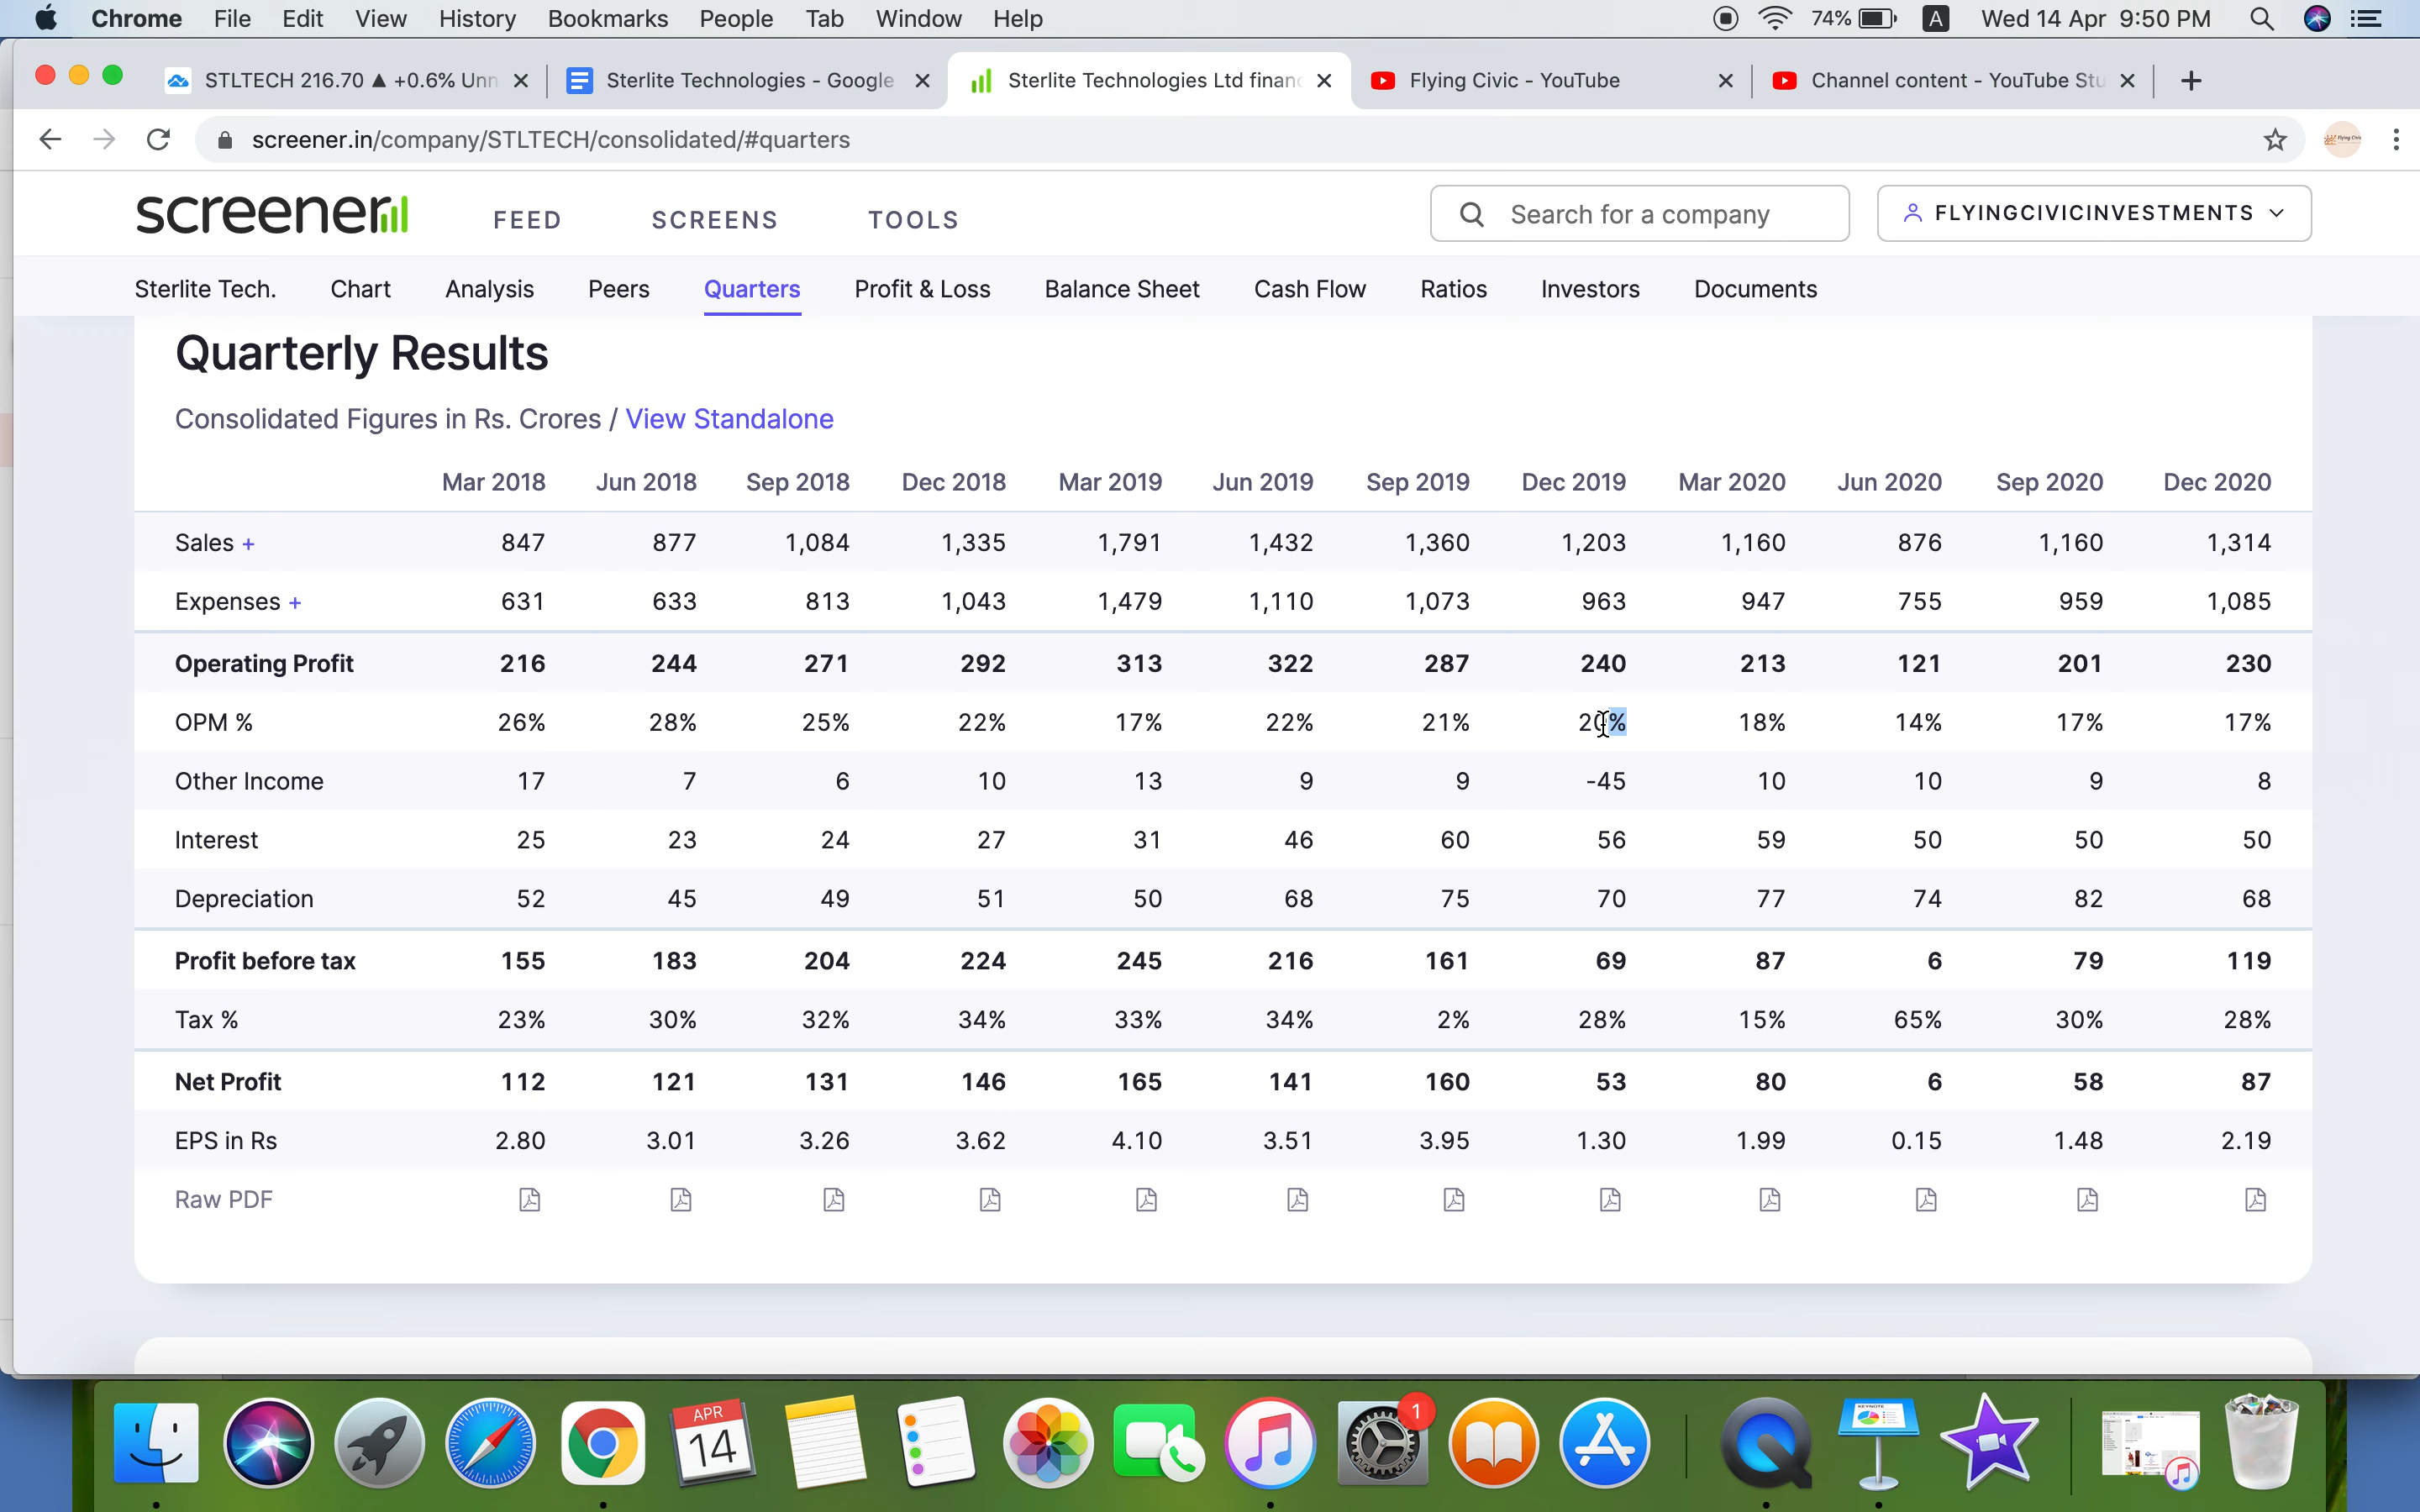 Chrome File Edit View History Bookmarks People Tab Window Help 74% A Wed 14 Apr 9:50 PM
STLTECH 216.70 ▲ +0.6% Unn Sterlite Technologies - Google Sterlite Technologies Ltd financ Flying Civic - YouTube Channel content - YouTube Stu
screener.in/company/STLTECH/consolidated/#quarters
screener FEED SCREENS TOOLS Search for a company FLYINGCIVICINVESTMENTS
Sterlite Tech. Chart Analysis Peers Quarters Profit & Loss Balance Sheet Cash Flow Ratios Investors Documents
Quarterly Results
Consolidated Figures in Rs. Crores / View Standalone
Mar 2018 Jun 2018 Sep 2018 Dec 2018 Mar 2019 Jun 2019 Sep 2019 Dec 2019 Mar 2020 Jun 2020 Sep 2020 Dec 2020
Sales + 847 877 1,084 1,335 1,791 1,432 1,360 1,203 1,160 876 1,160 1,314
Expenses + 631 633 813 1,043 1,479 1,110 1,073 963 947 755 959 1,085
Operating Profit 216 244 271 292 313 322 287 240 213 121 201 230
OPM % 26% 28% 25% 22% 17% 22% 21% 20% 18% 14% 17% 17%
Other Income 17 7 6 10 13 9 9 -45 10 10 9 8
Interest 25 23 24 27 31 46 60 56 59 50 50 50
Depreciation 52 45 49 51 50 68 75 70 77 74 82 68
Profit before tax 155 183 204 224 245 216 161 69 87 6 79 119
Tax % 23% 30% 32% 34% 33% 34% 2% 28% 15% 65% 30% 28%
Net Profit 112 121 131 146 165 141 160 53 80 6 58 87
EPS in Rs 2.80 3.01 3.26 3.62 4.10 3.51 3.95 1.30 1.99 0.15 1.48 2.19
Raw PDF
APR
14
1
KEYNOTE